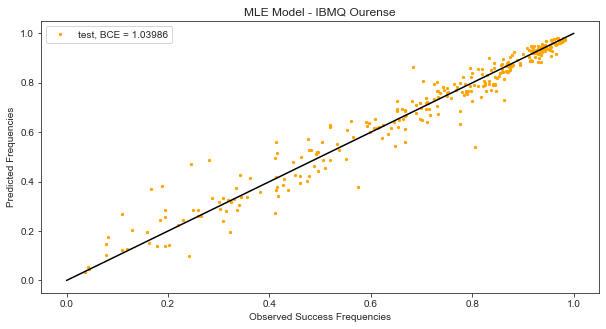 MLE Model - IBMQ Ourense
test, BCE = 1.03986
Predicted Frequencies
1.0
0.8
0.6
0.4
0.2
0.0
0.0 0.2 0.4 0.6 0.8 1.0
Observed Success Frequencies